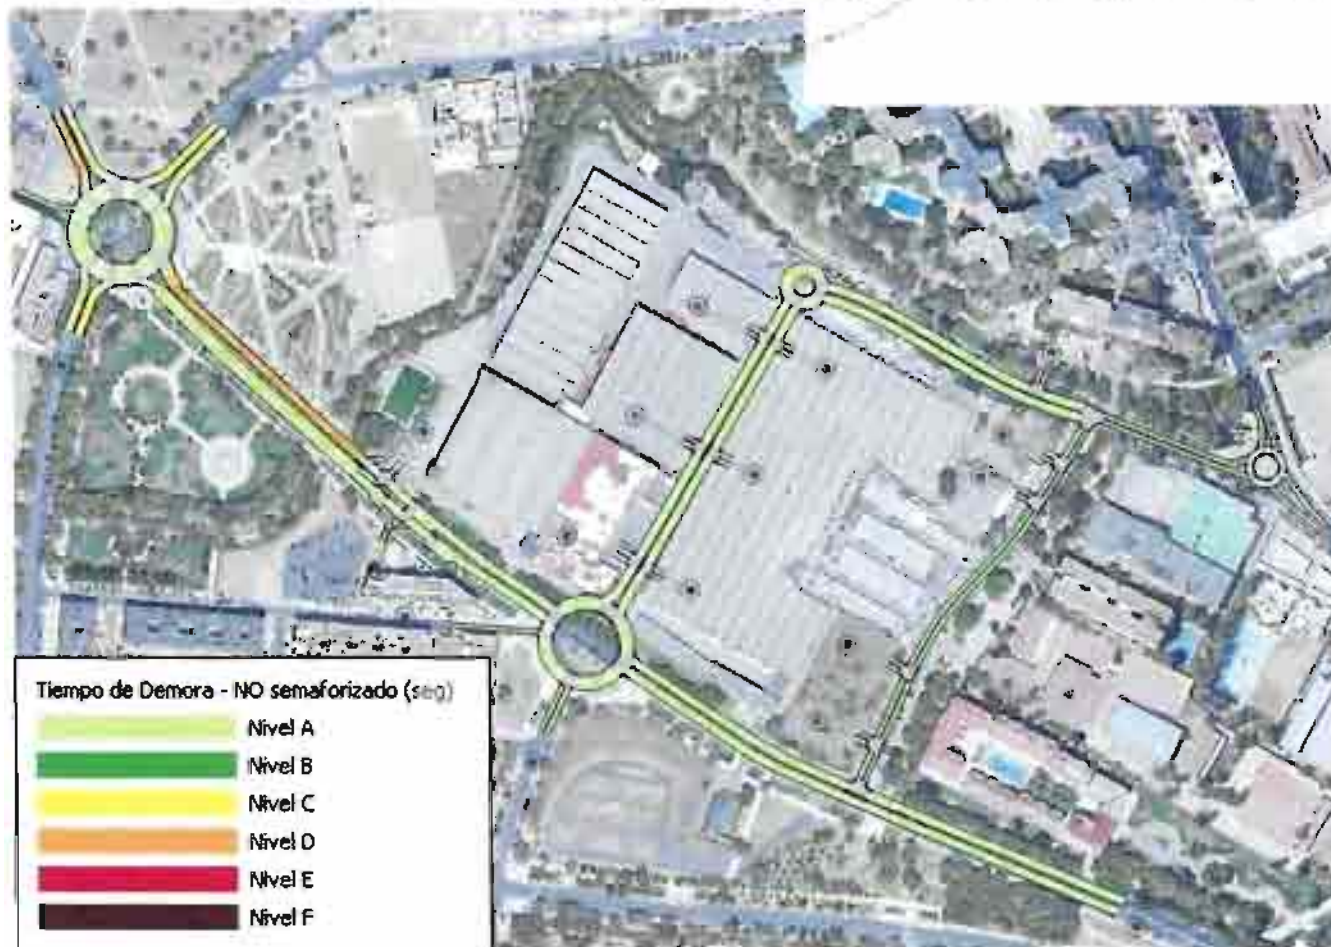 Tiempo de Demora - NO semaforizado (seg)
Nivel A
Nivel B
Nivel C
Nivel D
Nivel E
Nivel F